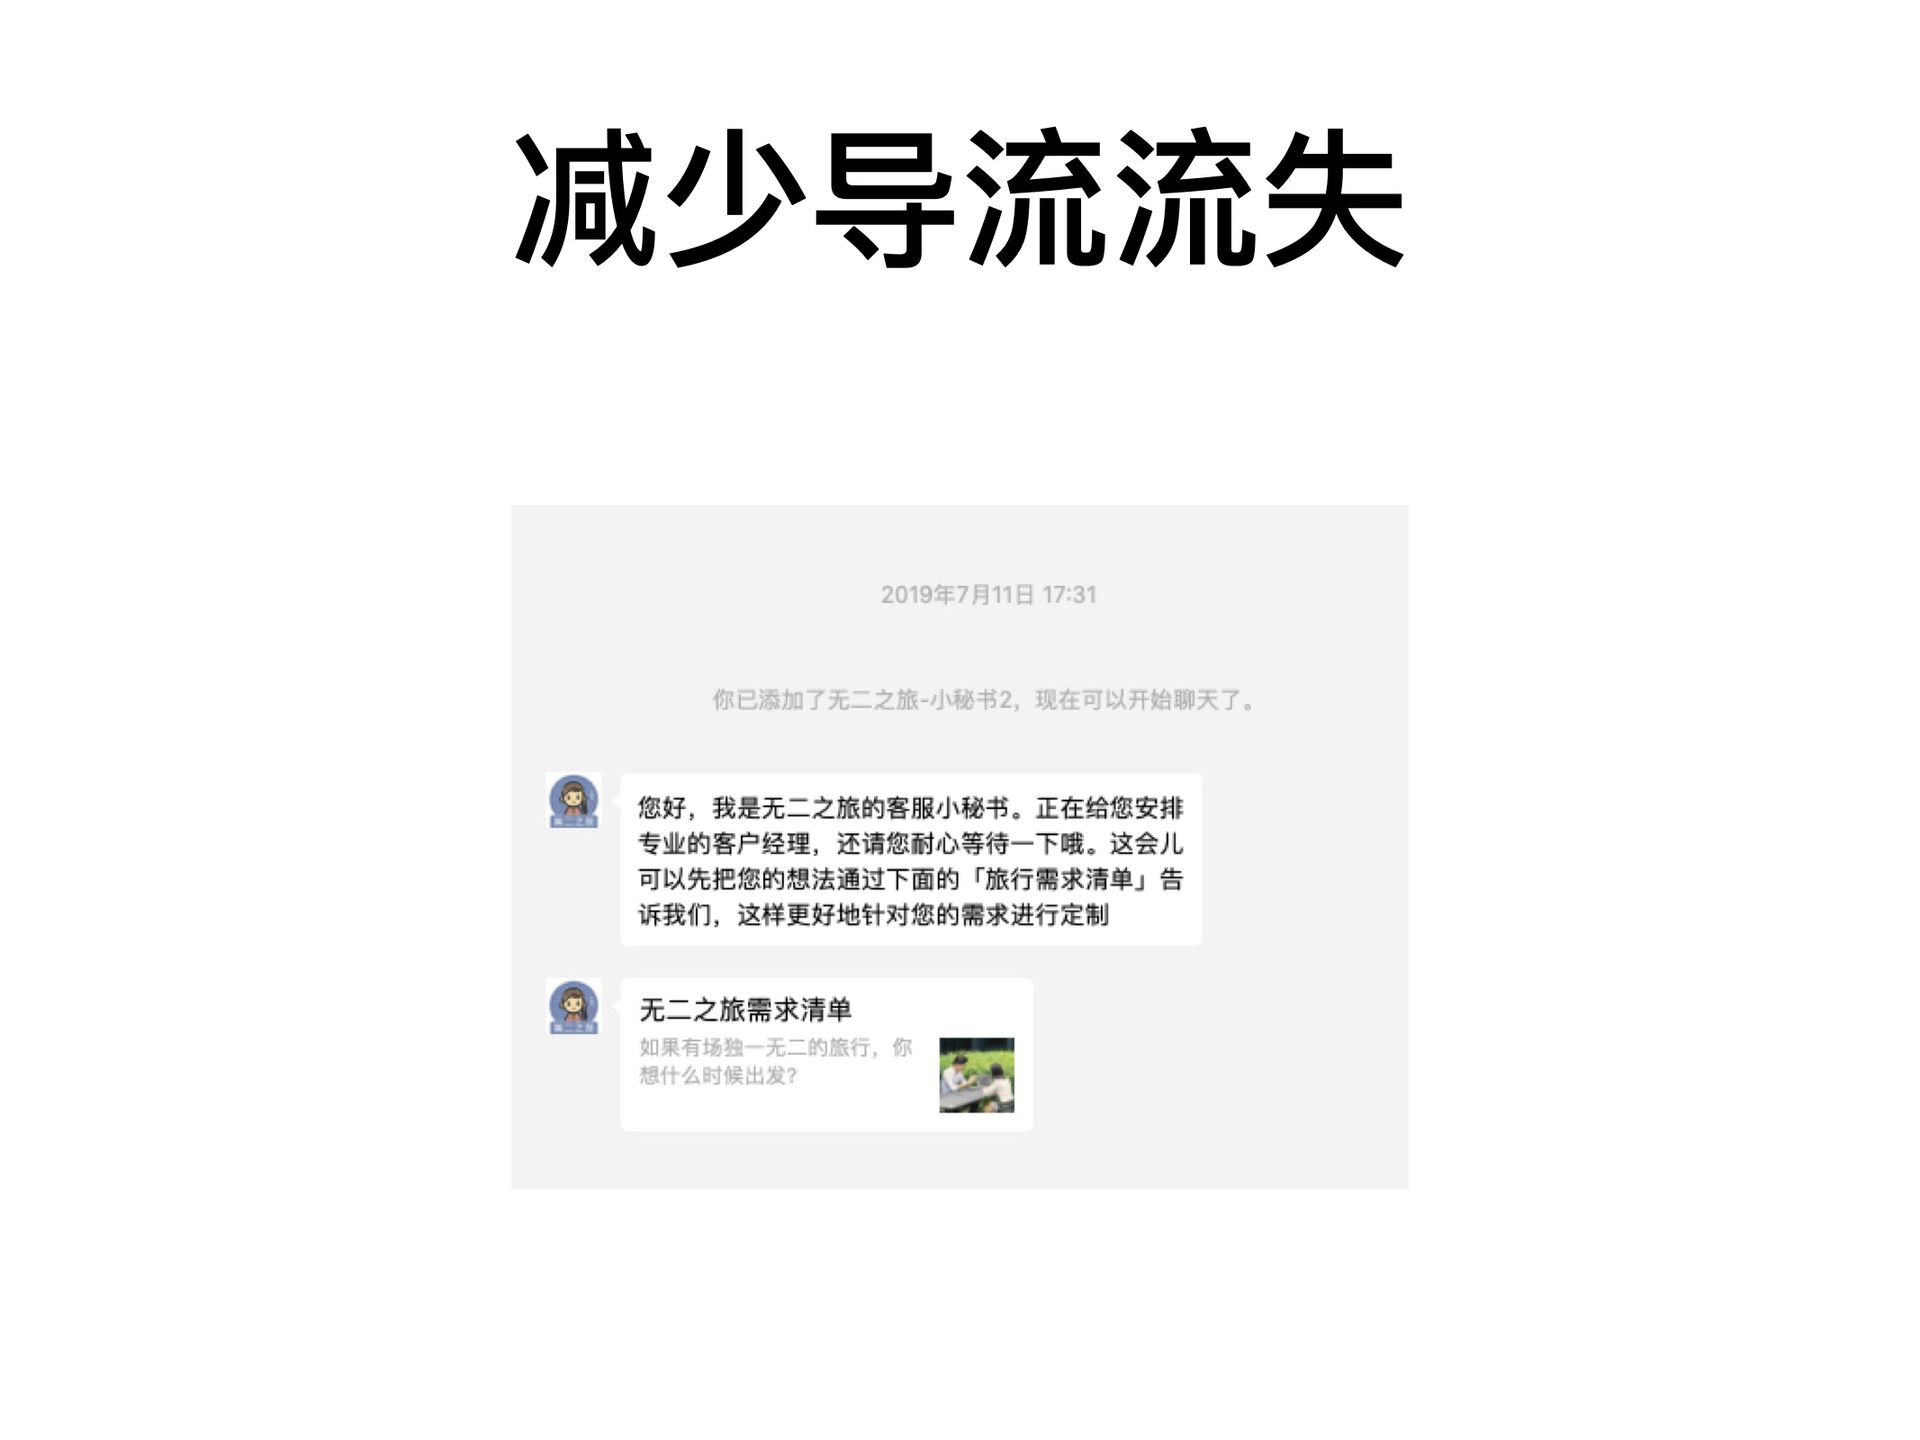 减少导流流失
2019年7月11日 17:31
你已添加了无二之旅-小秘书2，现在可以开始聊天了。
您好，我是无二之旅的客服小秘书。正在给您安排
专业的客户经理，还请您耐心等待一下哦。这会儿
可以先把您的想法通过下面的「旅行需求清单」告
诉我们，这样更好地针对您的需求进行定制
无二之旅需求清单
如果有场独一无二的旅行，你
想什么时候出发?